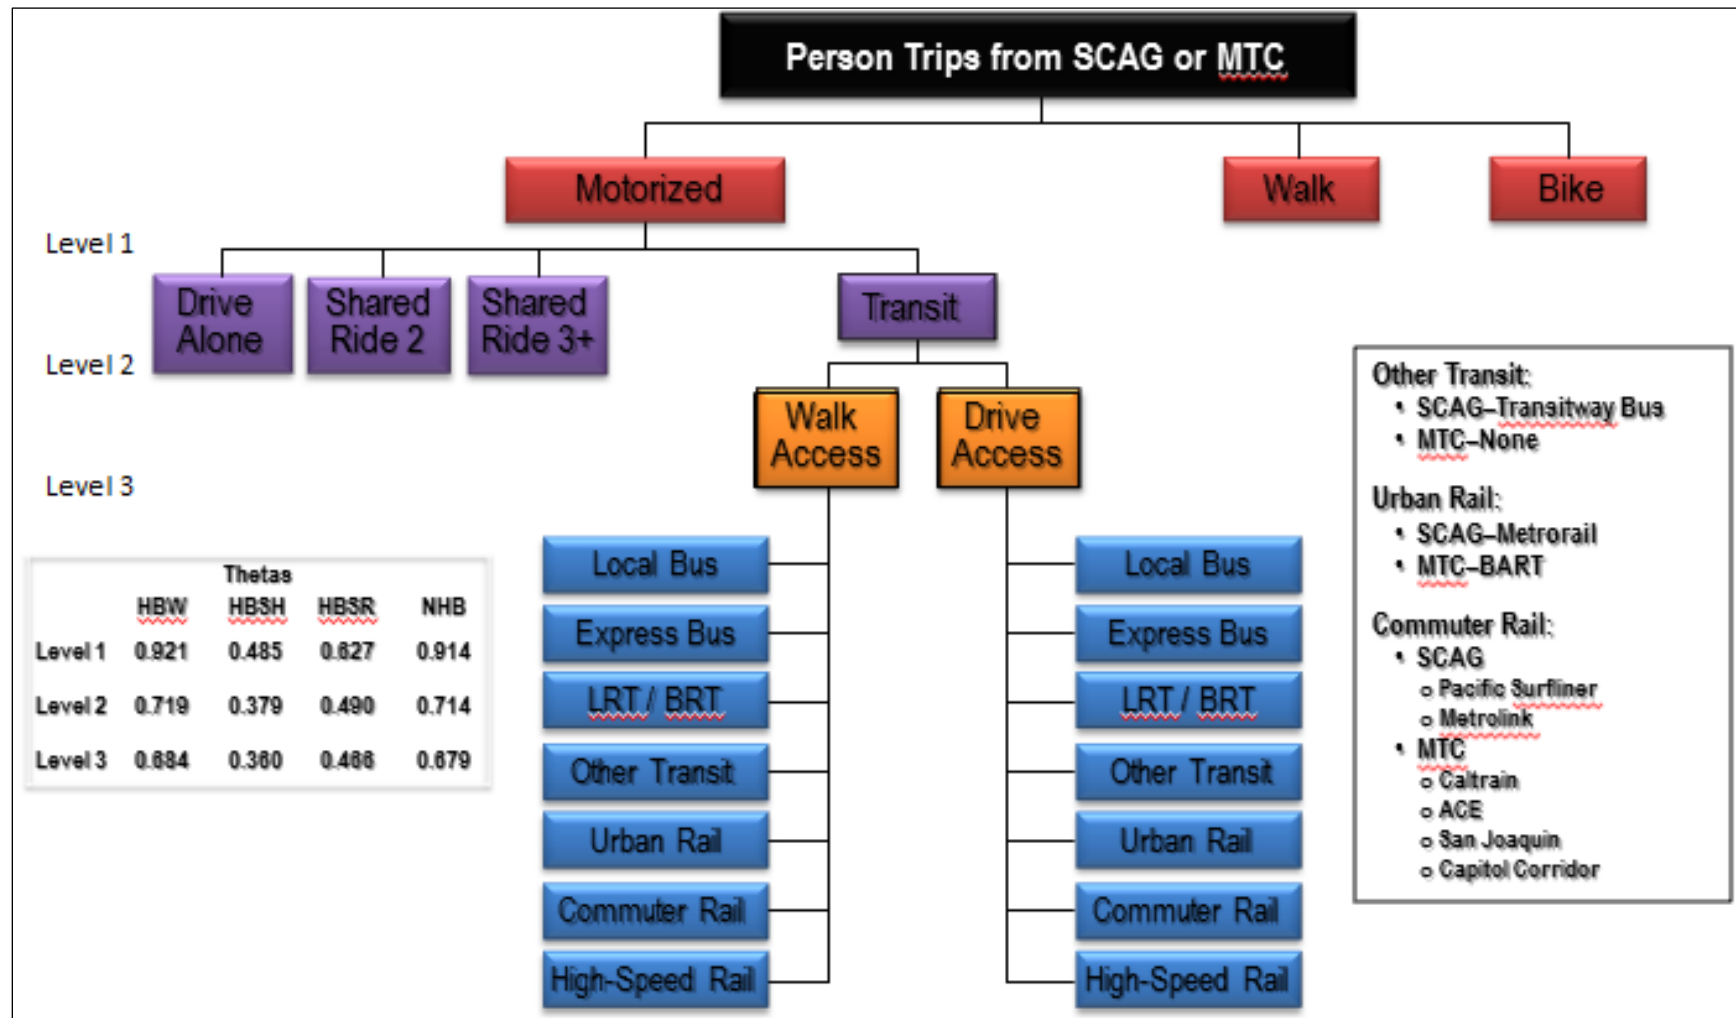 Person Trips from SCAG or MTC
Motorized
Walk
Bike
Level 1
Drive
Alone
Shared
Ride 2
Shared
Ride 3+
Transit
Level 2
Walk
Access
Drive
Access
Level 3
Local Bus
Express Bus
LRT / BRT
Other Transit
Urban Rail
Commuter Rail
High-Speed Rail
Local Bus
Express Bus
LRT / BRT
Other Transit
Urban Rail
Commuter Rail
High-Speed Rail
Thetas
HBW HBSH HBSR NHB
Level 1 0.921 0.485 0.627 0.914
Level 2 0.719 0.379 0.490 0.714
Level 3 0.684 0.360 0.466 0.679
Other Transit:
• SCAG–Transitway Bus
• MTC–None
Urban Rail:
• SCAG–Metrorail
• MTC–BART
Commuter Rail:
• SCAG
o Pacific Surfliner
o Metrolink
• MTC
o Caltrain
o ACE
o San Joaquin
o Capitol Corridor